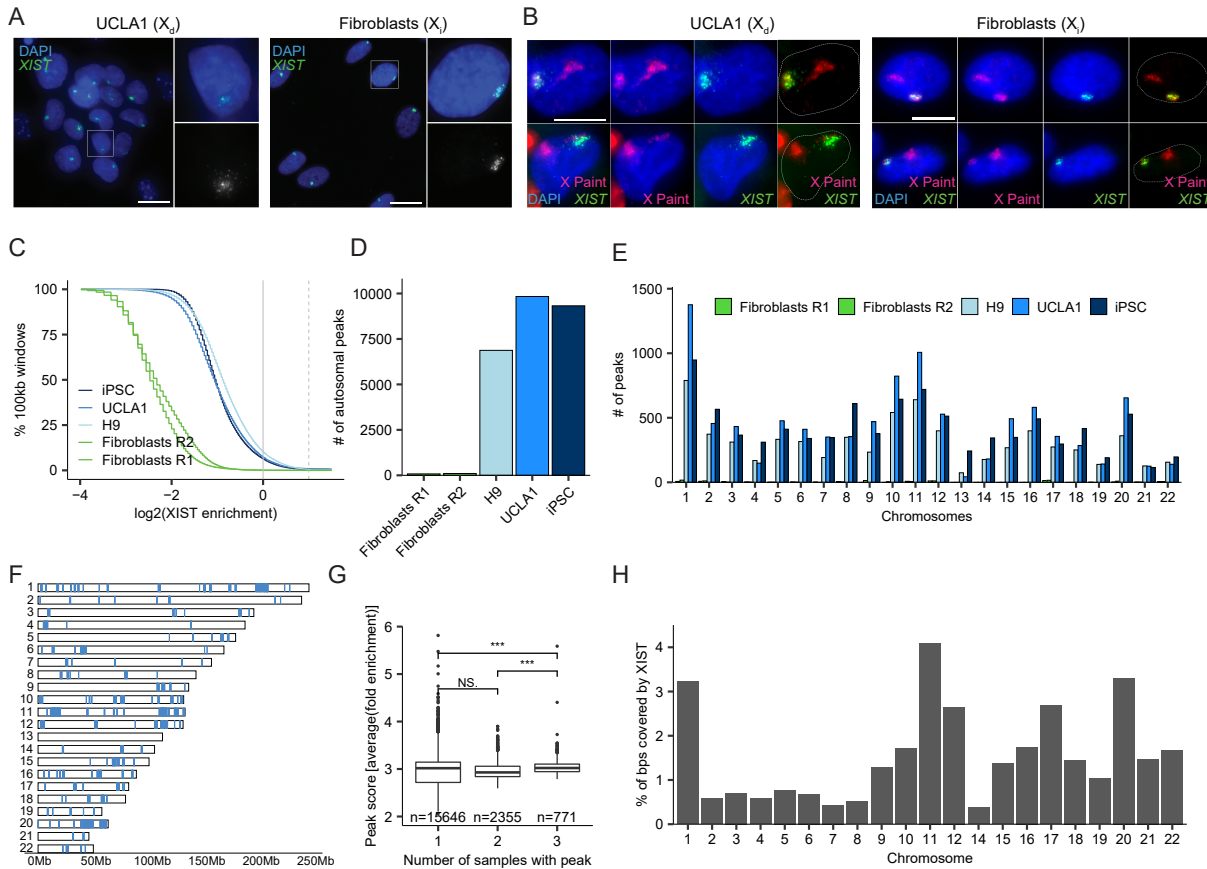 A
UCLA1 (Xd)
Fibroblasts (Xi)
DAPI
XIST
B
UCLA1 (Xd)
Fibroblasts (Xi)
X Paint
DAPI XIST
X Paint
XIST
X Paint
XIST
X Paint
DAPI XIST
X Paint
XIST
X Paint
XIST
C
% 100kb windows
100
75
50
25
0
iPSC
UCLA1
H9
Fibroblasts R2
Fibroblasts R1
−4 −2 0
log2(XIST enrichment)
D
# of autosomal peaks
10000
7500
5000
2500
0
Fibroblasts R1
Fibroblasts R2
H9
UCLA1
iPSC
E
# of peaks
1500
1000
500
0
Fibroblasts R1 Fibroblasts R2 H9 UCLA1 iPSC
1 2 3 4 5 6 7 8 9 10 11 12 13 14 15 16 17 18 19 20 21 22
Chromosomes
F
1
2
3
4
5
6
7
8
9
10
11
12
13
14
15
16
17
18
19
20
21
22
0Mb 50Mb 100Mb 150Mb 200Mb 250Mb
G
Peak score [average(fold enrichment)]
6
5
4
3
2
***
***
NS.
n=15646 n=2355 n=771
1 2 3
Number of samples with peak
H
% of bps covered by XIST
4
3
2
1
0
1 2 3 4 5 6 7 8 9 10 11 12 13 14 15 16 17 18 19 20 21 22
Chromosome